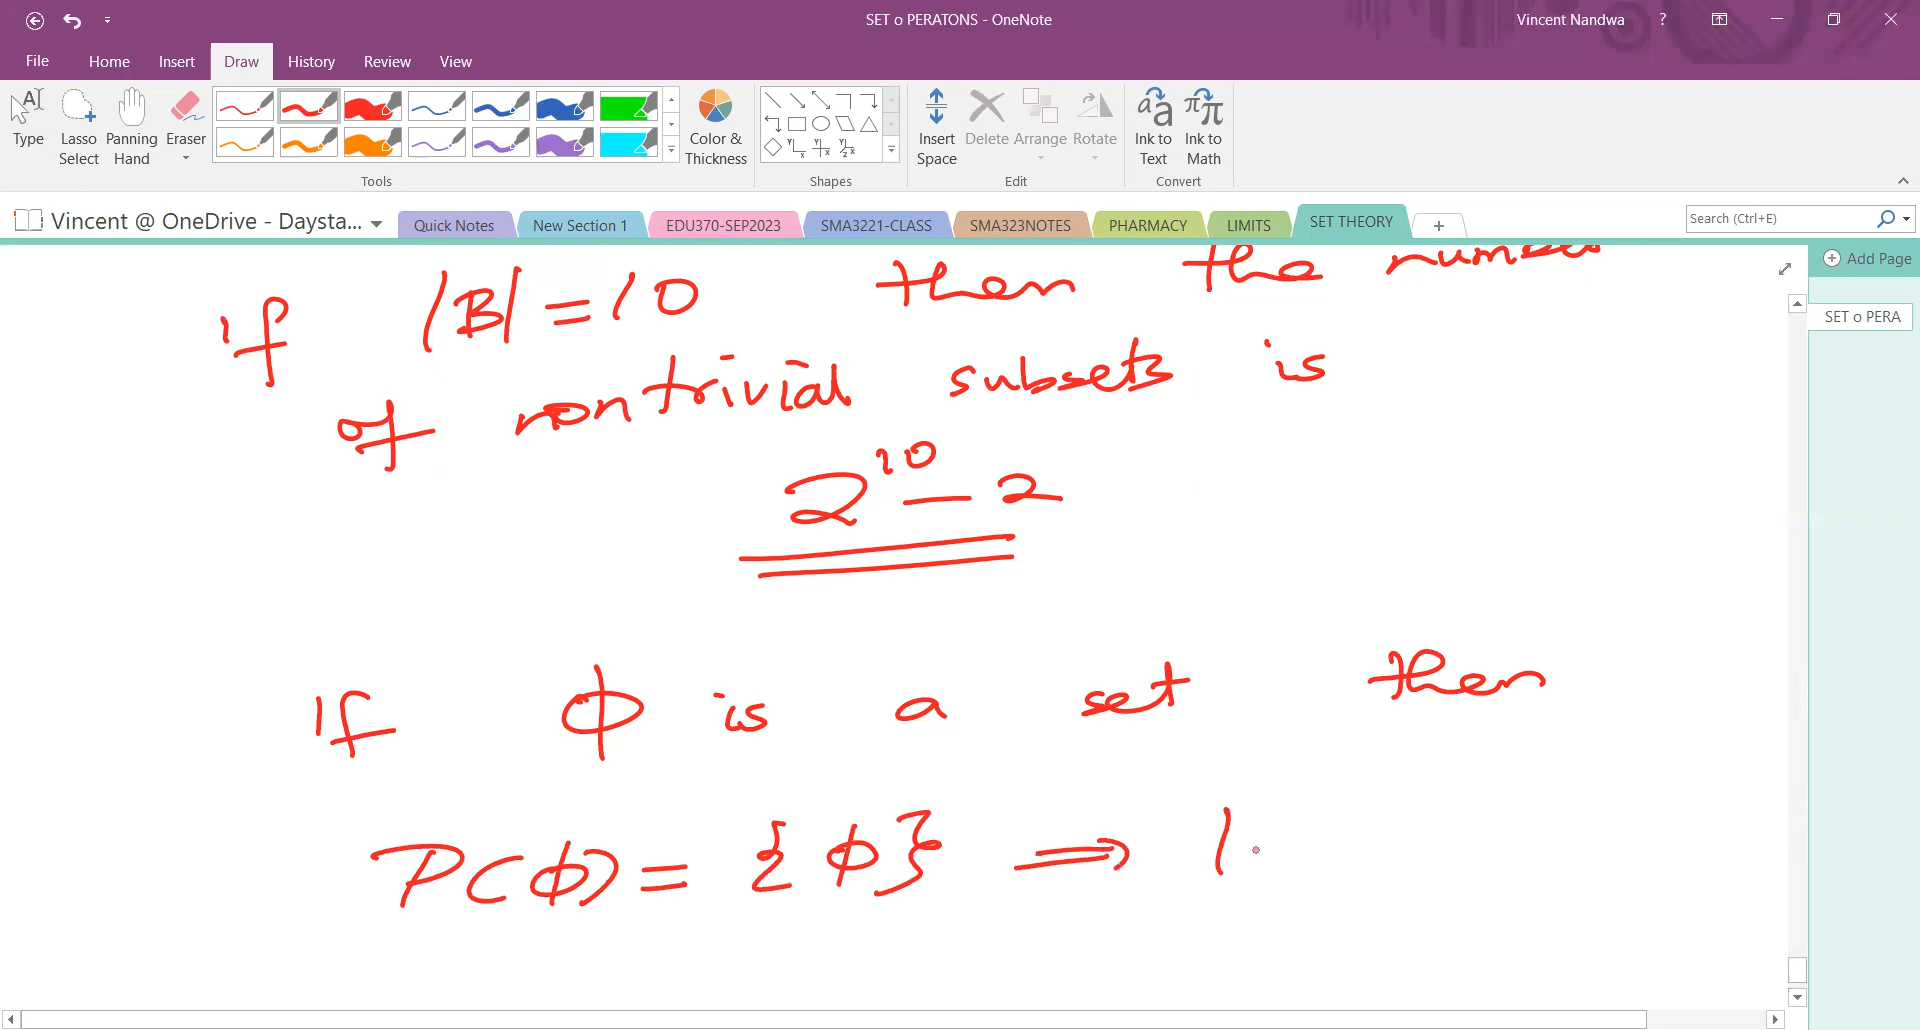 SET o PERATONS - OneNote
Vincent Nandwa
?
File Home Insert Draw History Review View
Type
Lasso Select
Panning Hand
Eraser
Color & Thickness
Insert Space
Delete
Arrange
Rotate
Ink to Text
Ink to Math
Tools
Shapes
Edit
Convert
Vincent @ OneDrive - Daysta...
Quick Notes
New Section 1
EDU370-SEP2023
SMA3221-CLASS
SMA323NOTES
PHARMACY
LIMITS
SET THEORY
+
Search (Ctrl+E)
Add Page
SET o PERA
if |B| = 10 then the number
of nontrivial subsets is
2^10 - 2
If ϕ is a set then
P(ϕ) = {ϕ} ⟹ |